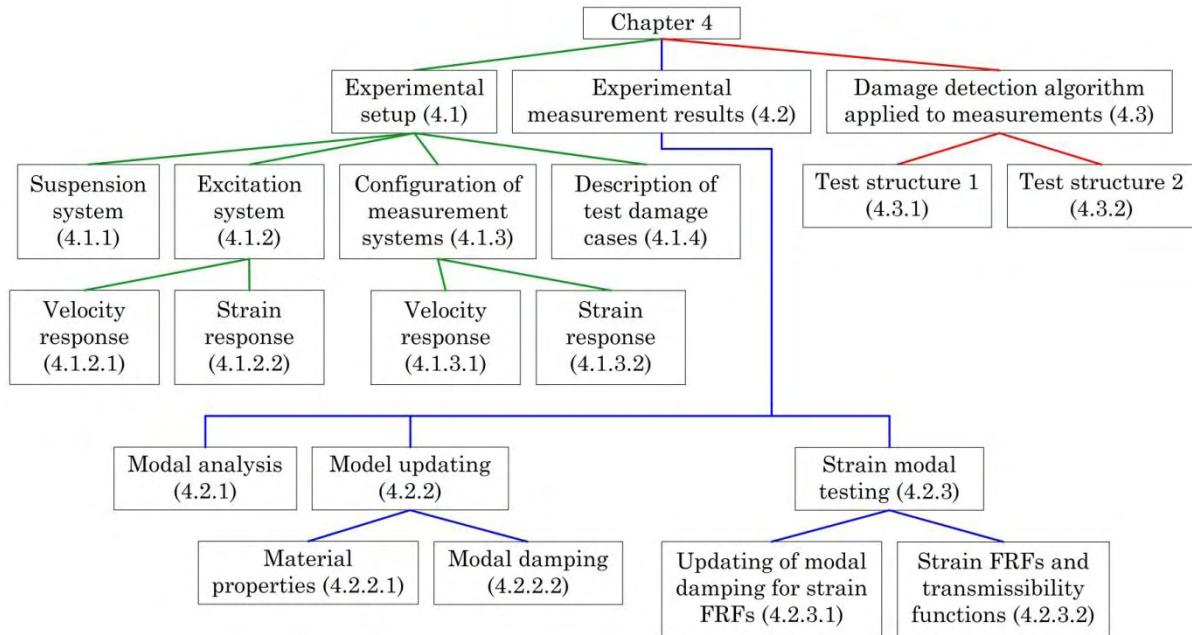 Chapter 4
Experimental
setup (4.1)
Experimental
measurement results (4.2)
Damage detection algorithm
applied to measurements (4.3)
Suspension
system
(4.1.1)
Excitation
system
(4.1.2)
Configuration of
measurement
systems (4.1.3)
Description of
test damage
cases (4.1.4)
Test structure 1
(4.3.1)
Test structure 2
(4.3.2)
Velocity
response
(4.1.2.1)
Strain
response
(4.1.2.2)
Velocity
response
(4.1.3.1)
Strain
response
(4.1.3.2)
Modal analysis
(4.2.1)
Model updating
(4.2.2)
Strain modal
testing (4.2.3)
Material
properties (4.2.2.1)
Modal damping
(4.2.2.2)
Updating of modal
damping for strain
FRFs (4.2.3.1)
Strain FRFs and
transmissibility
functions (4.2.3.2)